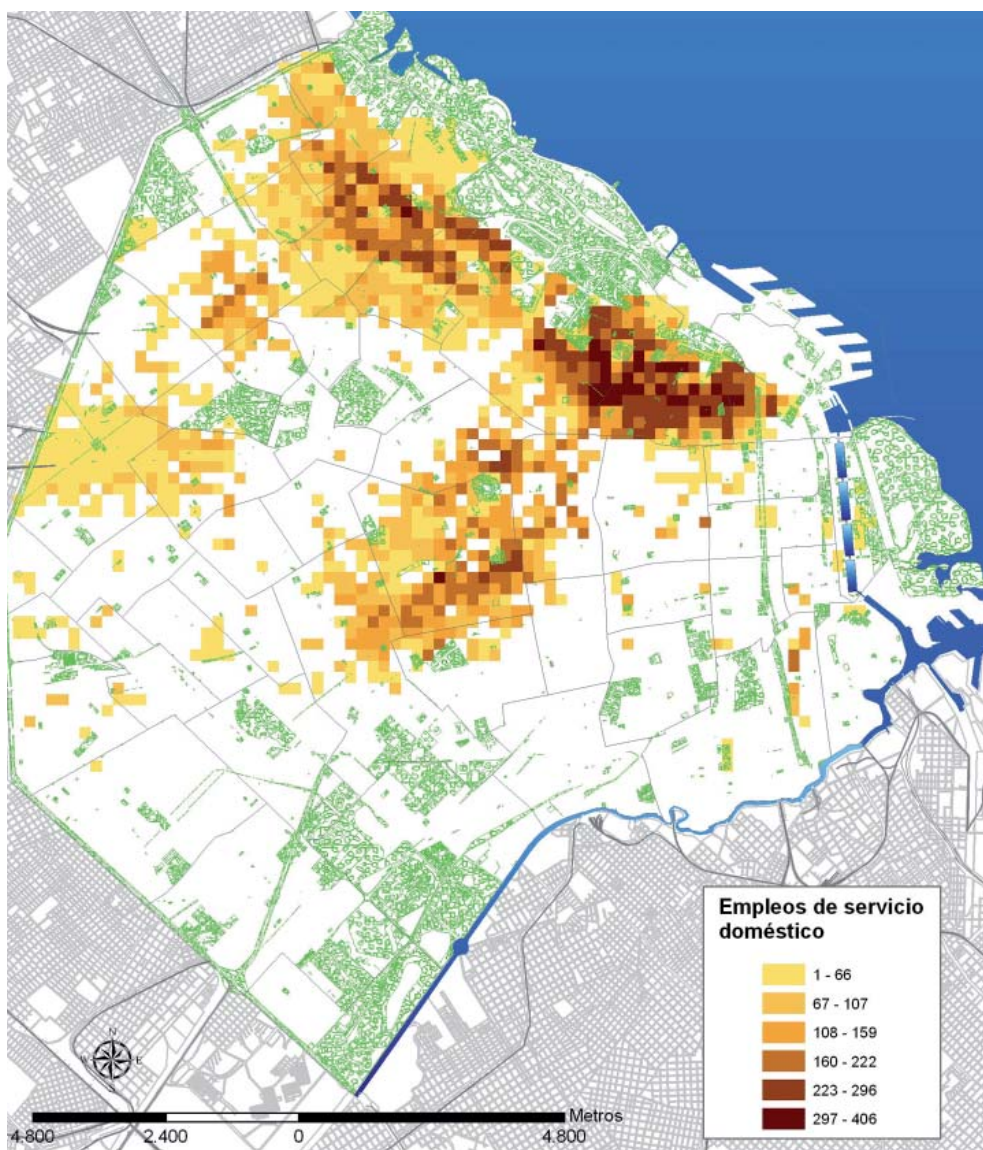 Empleos de servicio
doméstico
1 - 66
67 - 107
108 - 159
160 - 222
223 - 296
297 - 406
N
W E
S
Metros
4.800 2.400 0 4.800